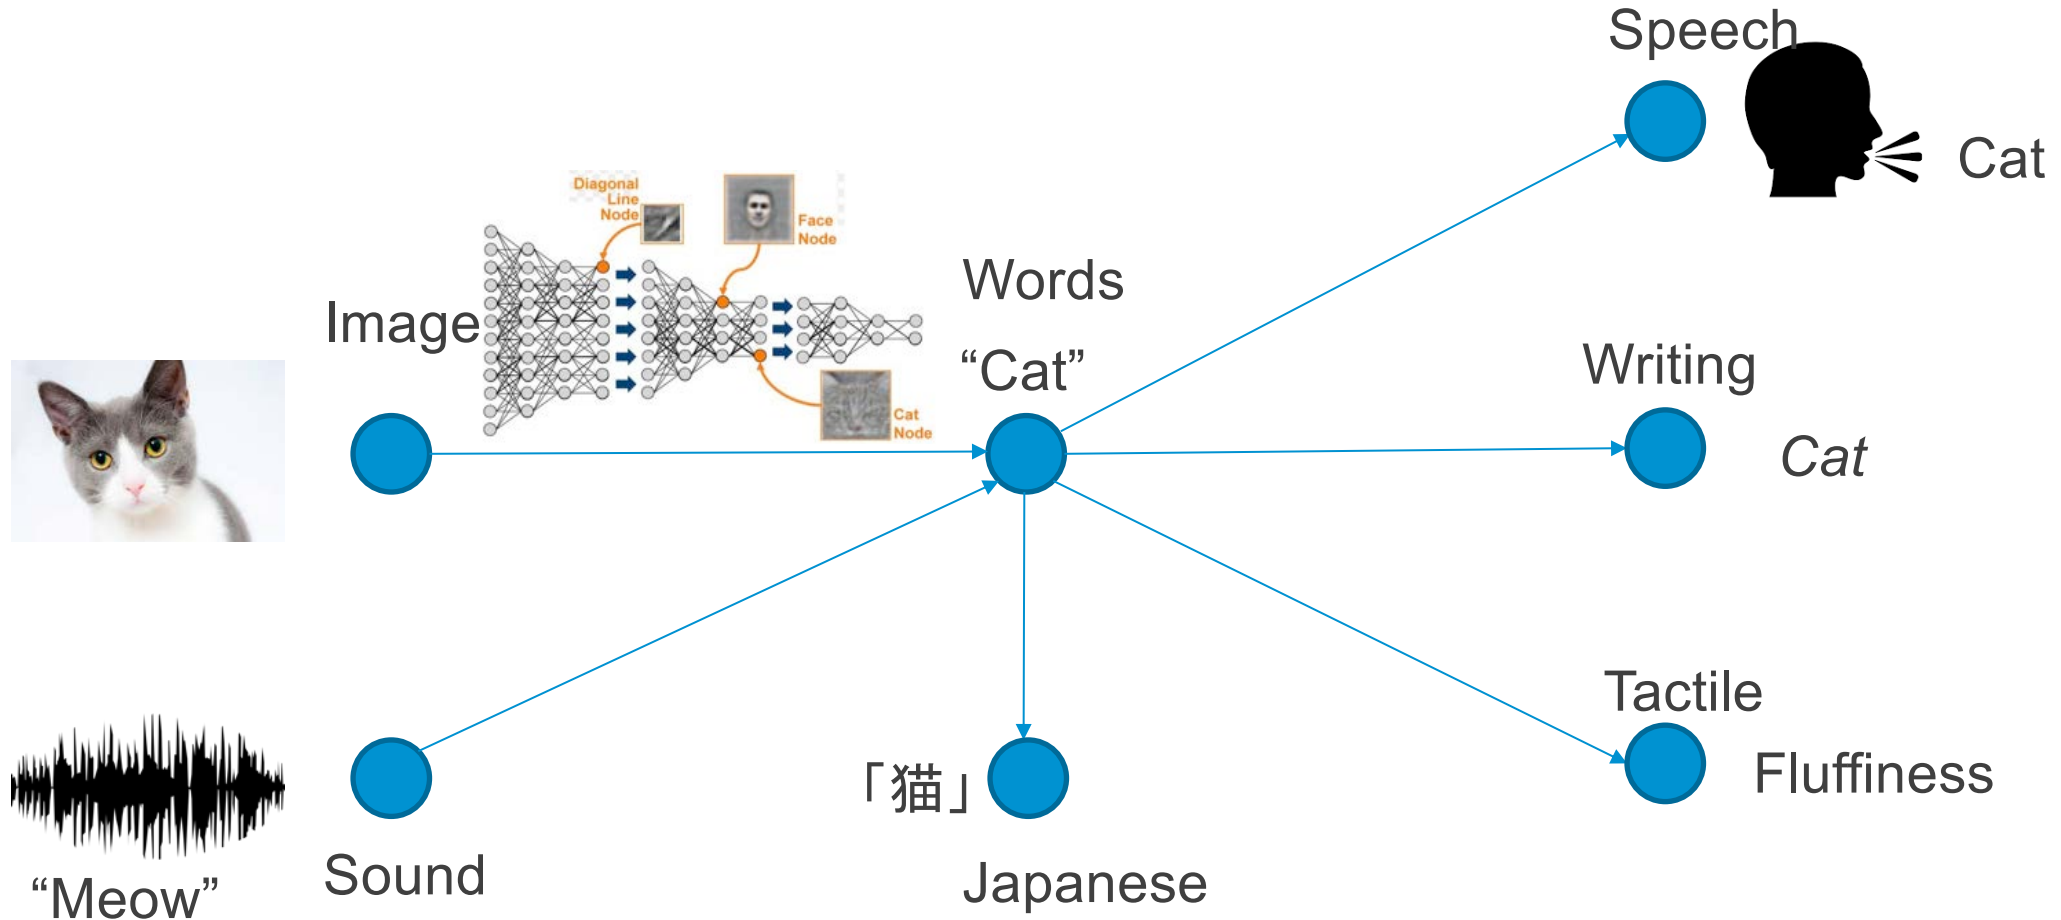 Speech
Cat
Diagonal
Line
Node
Face
Node
Image
Words
“Cat”
Cat
Node
Writing
Cat
Tactile
Fluffiness
「猫」
Japanese
Sound
“Meow”